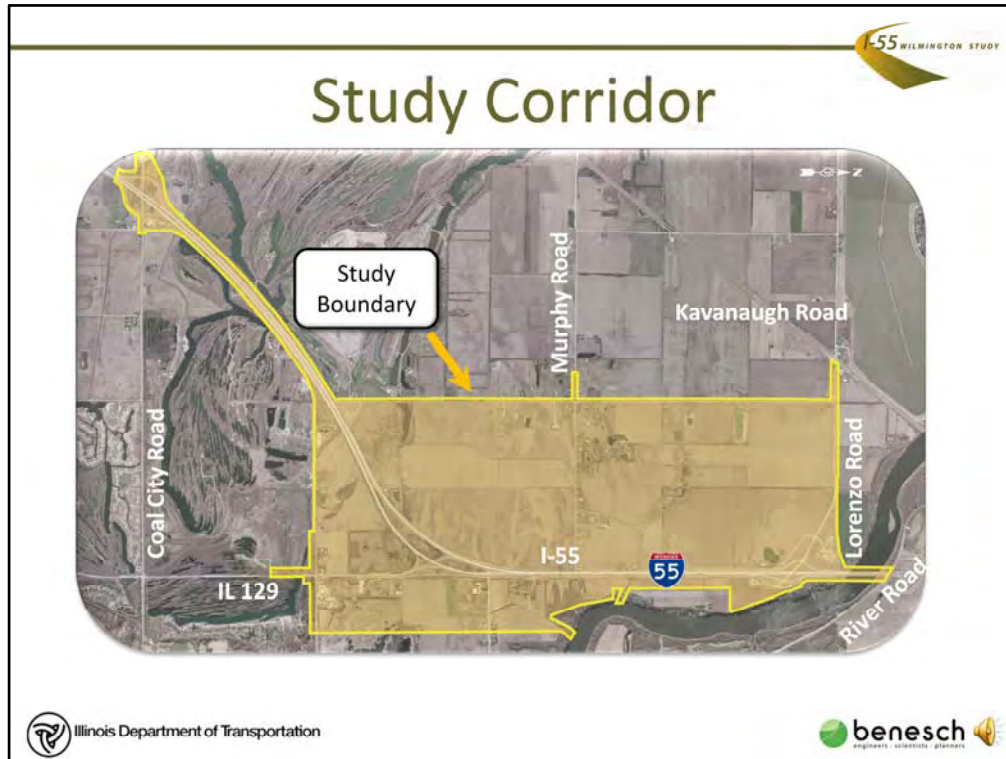 I-55 WILMINGTON STUDY
Study Corridor
N
Study
Boundary
Murphy Road
Kavanaugh Road
Coal City Road
Lorenzo Road
I-55
INTERSTATE
55
IL 129
River Road
Illinois Department of Transportation
benesch
engineers · scientists · planners